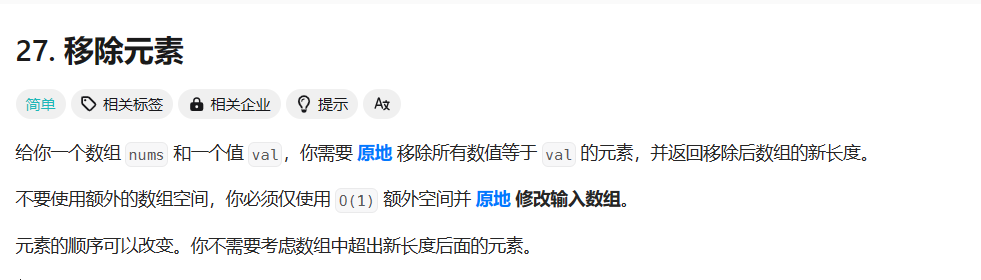 27. 移除元素
简单 相关标签 相关企业 提示 Aa
给你一个数组 nums 和一个值 val，你需要 原地 移除所有数值等于 val 的元素，并返回移除后数组的新长度。
不要使用额外的数组空间，你必须仅使用 O(1) 额外空间并 原地 修改输入数组。
元素的顺序可以改变。你不需要考虑数组中超出新长度后面的元素。